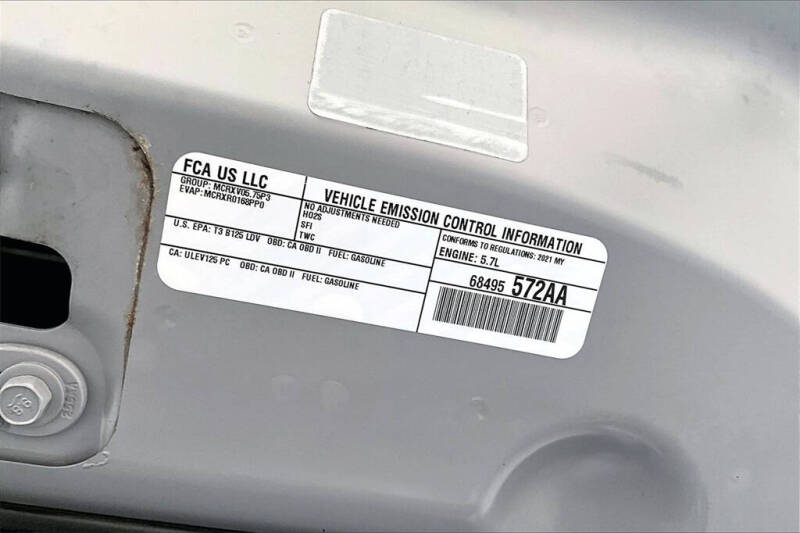 FCA US LLC
GROUP: MCRXV05.75P3
EVAP: MCRXR0168PP0
VEHICLE EMISSION CONTROL INFORMATION
NO ADJUSTMENTS NEEDED
HO2S
SFI
TWC
CONFORMS TO REGULATIONS: 2021 MY
ENGINE: 5.7L
U.S. EPA: T3 B125 LDV OBD: CA OBD II FUEL: GASOLINE
CA: ULEV125 PC OBD: CA OBD II FUEL: GASOLINE
68495 572AA